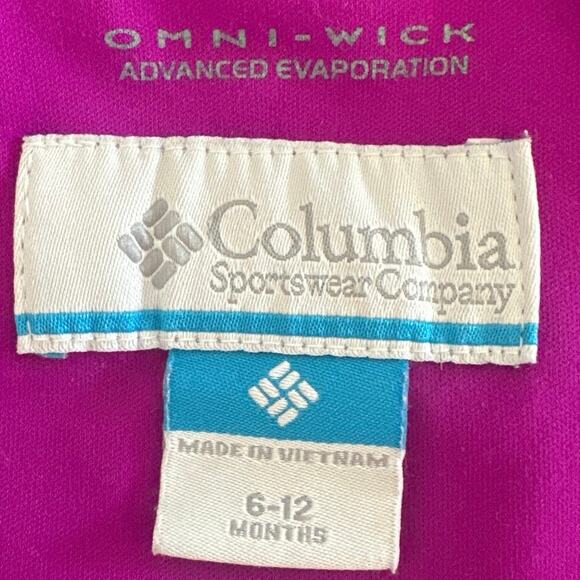 OMNI-WICK
ADVANCED EVAPORATION
Columbia
Sportswear Company
MADE IN VIETNAM
6-12
MONTHS